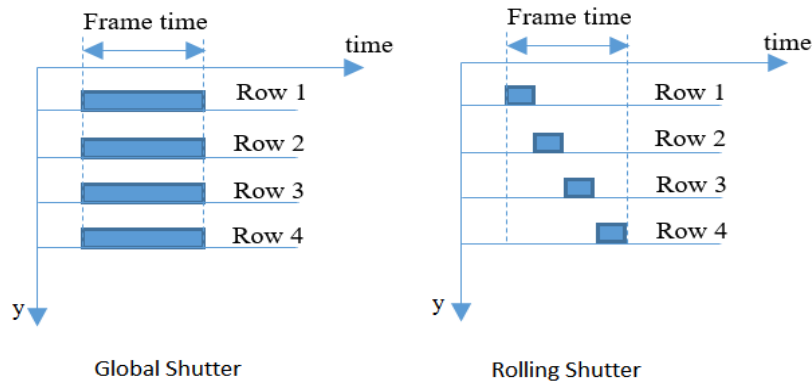 Frame time
time
Row 1
Row 2
Row 3
Row 4
y
Global Shutter
Frame time
time
Row 1
Row 2
Row 3
Row 4
y
Rolling Shutter